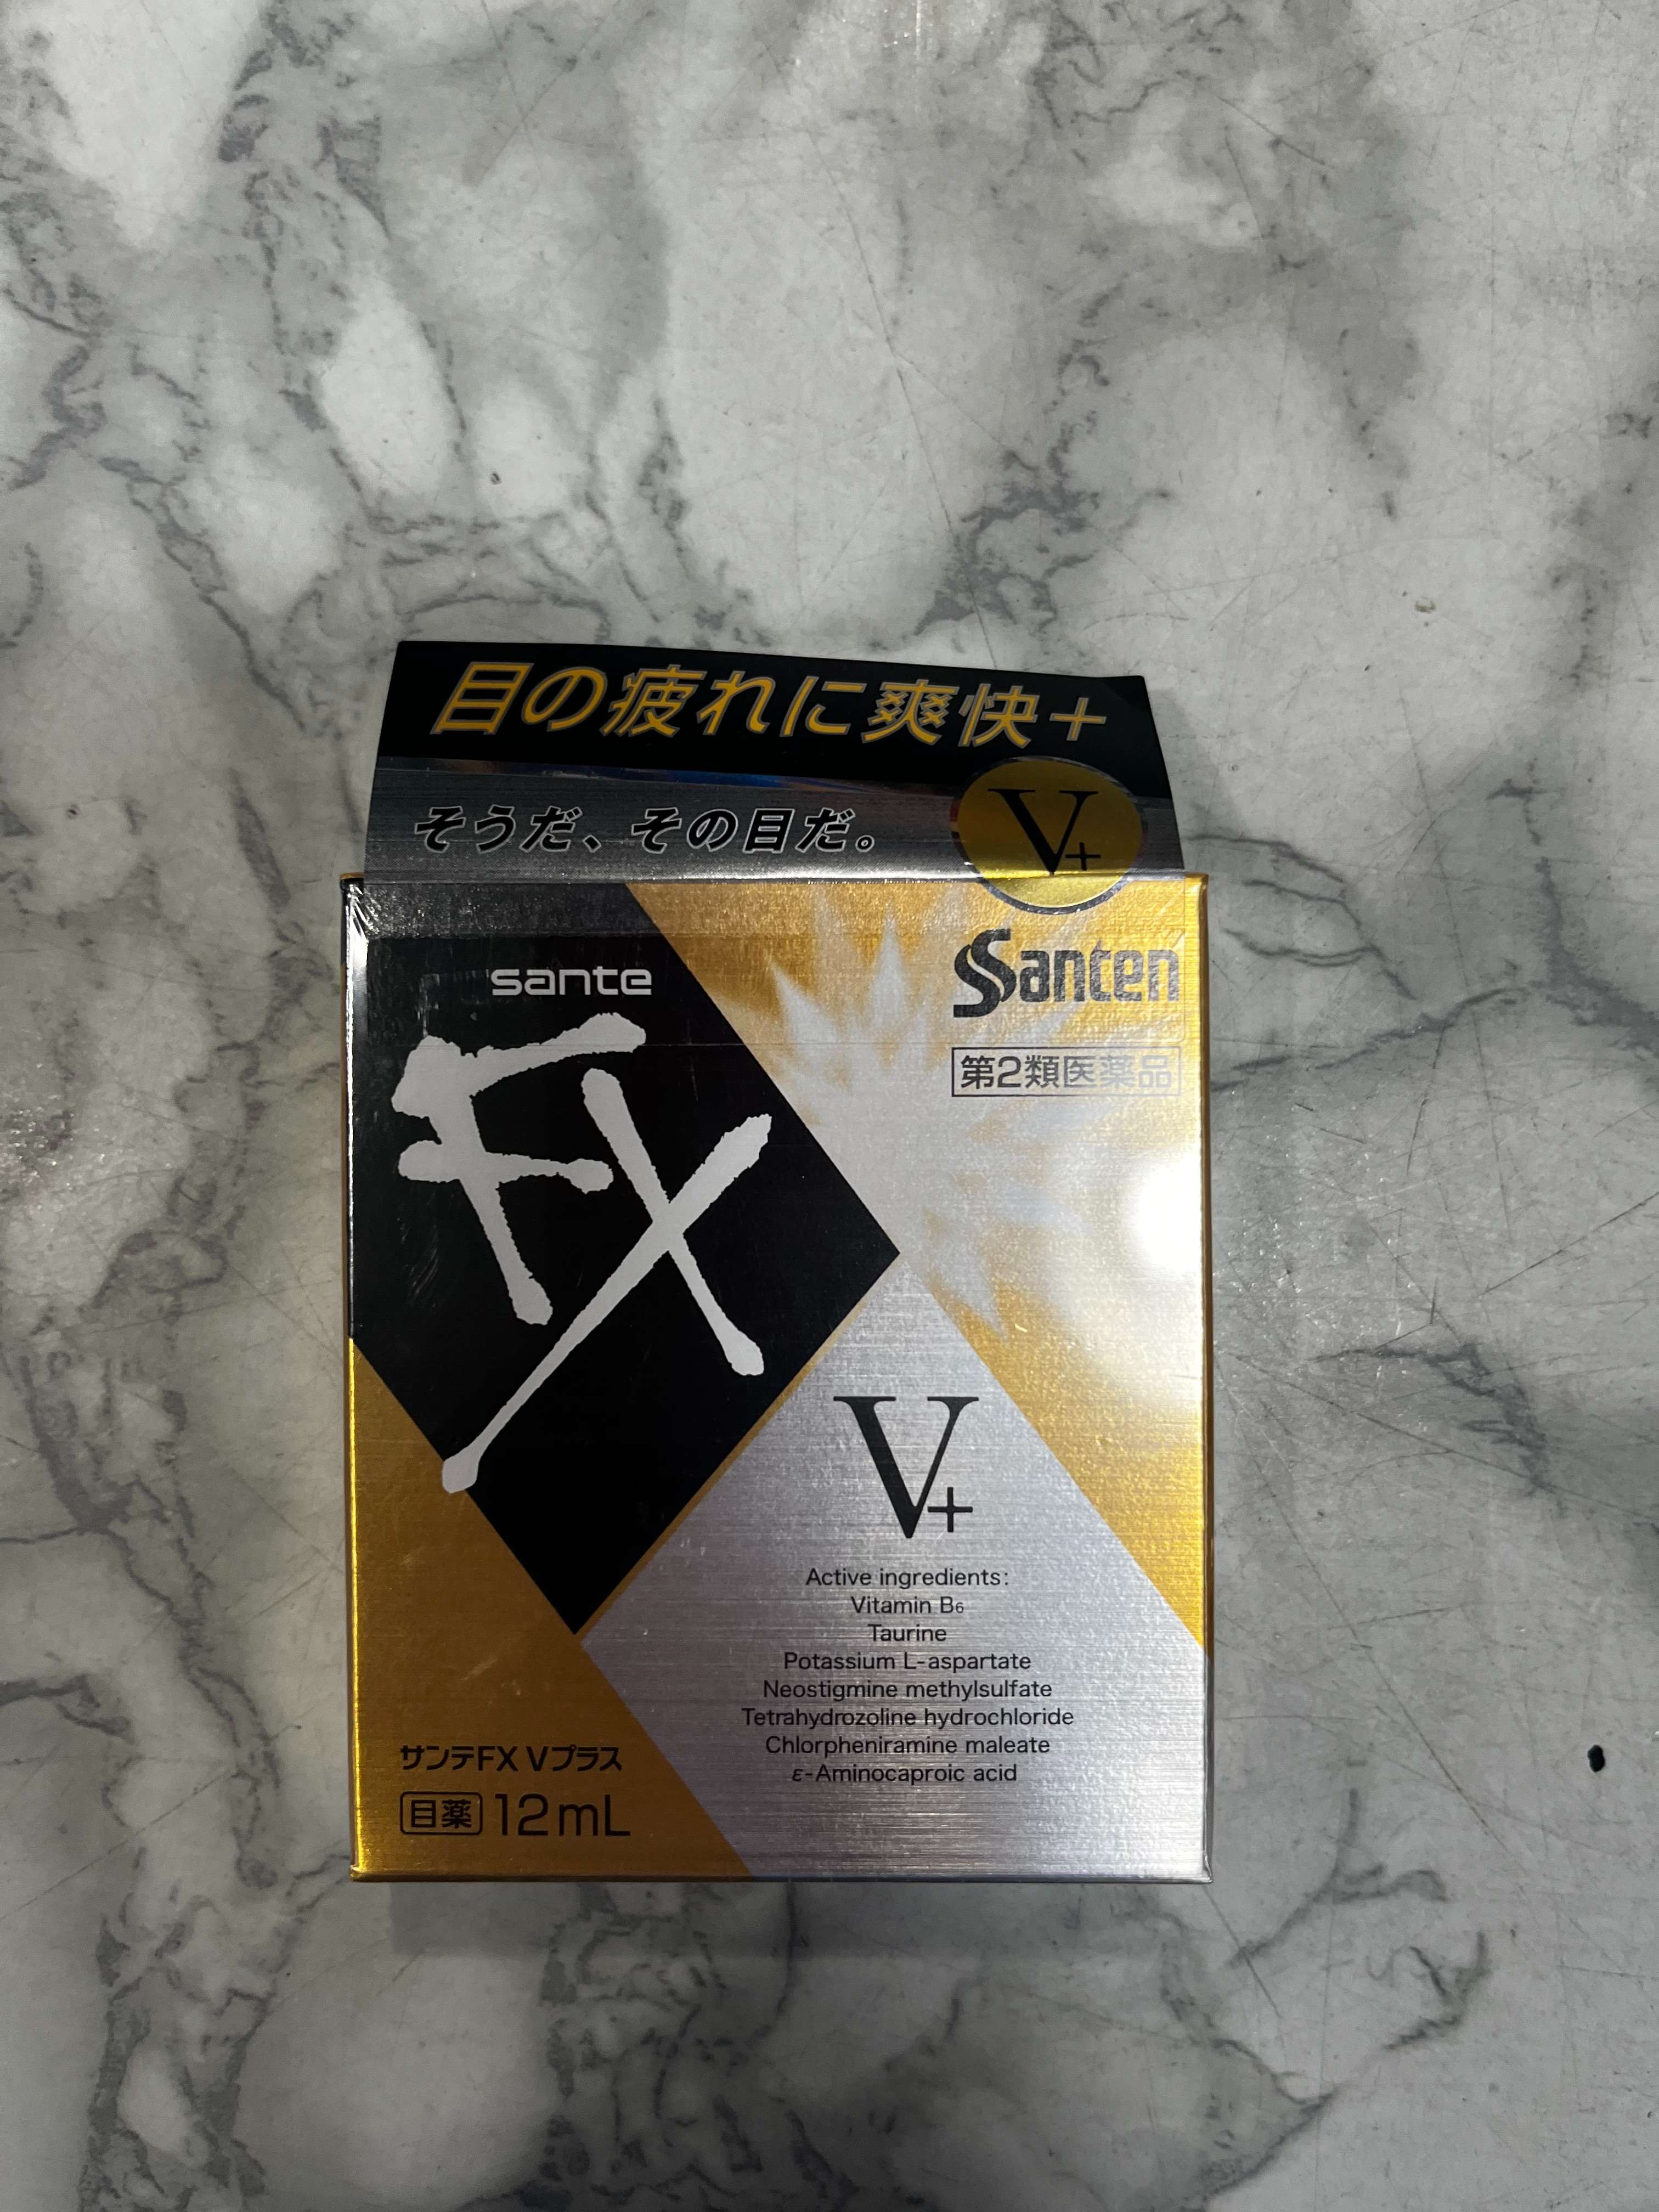 目の疲れに爽快+
そうだ、その目だ。
V+
sante
FX
Santen
第2類医薬品
V+
Active ingredients:
Vitamin B₆
Taurine
Potassium L-aspartate
Neostigmine methylsulfate
Tetrahydrozoline hydrochloride
Chlorpheniramine maleate
ε-Aminocaproic acid
サンテFX Vプラス
目薬 12mL